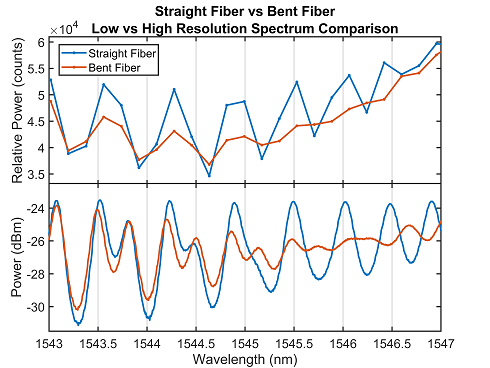 Straight Fiber vs Bent Fiber
Low vs High Resolution Spectrum Comparison
×10⁴
Relative Power (counts)
6
5.5
5
4.5
4
3.5
Straight Fiber
Bent Fiber
Power (dBm)
-24
-26
-28
-30
1543 1543.5 1544 1544.5 1545 1545.5 1546 1546.5 1547
Wavelength (nm)